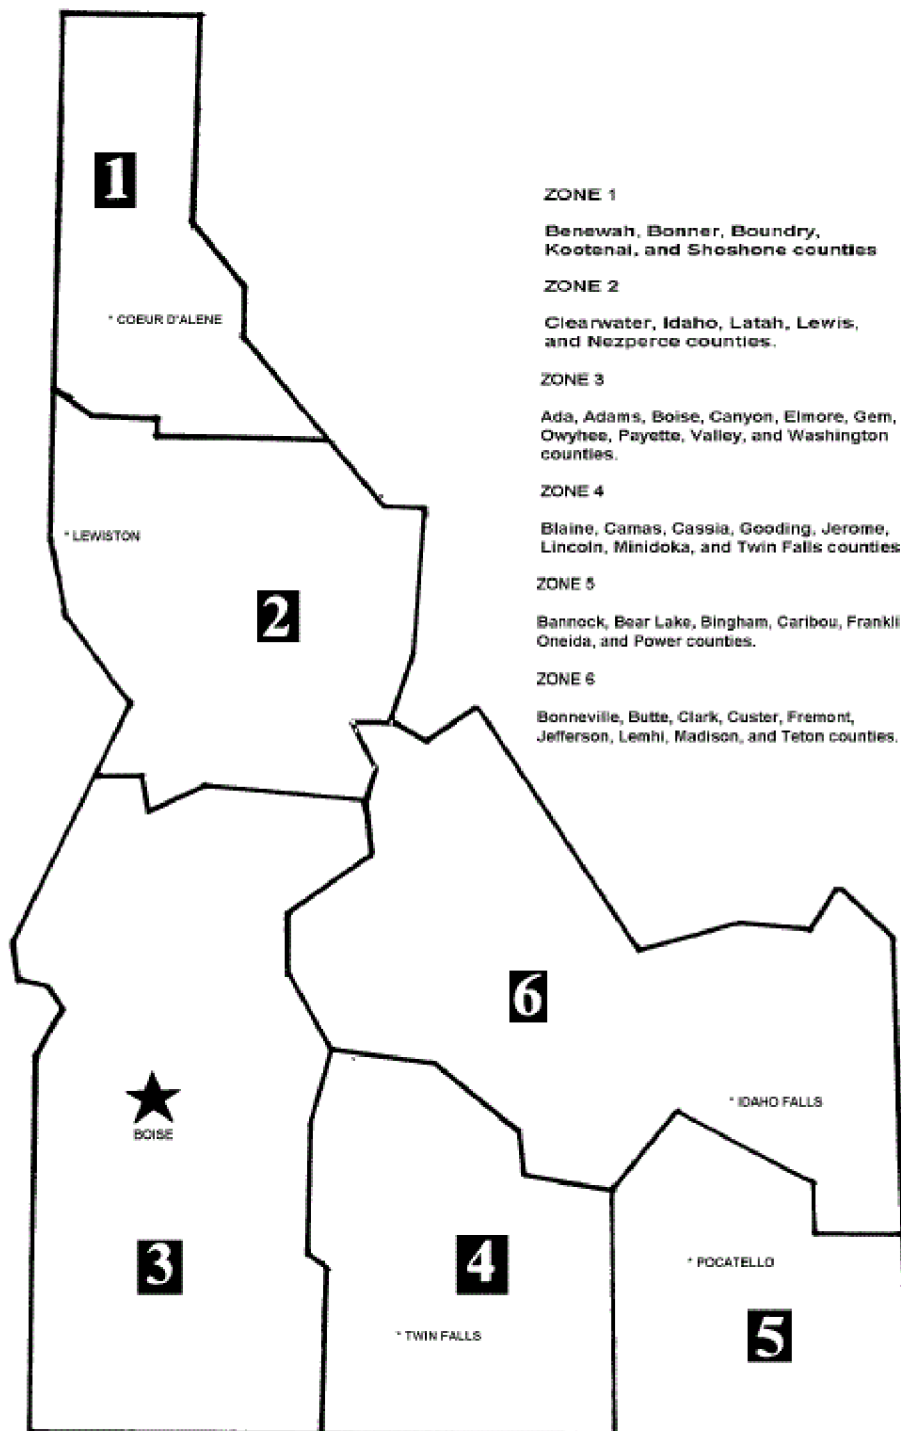 1
ZONE 1
Benewah, Bonner, Boundry,
Kootenai, and Shoshone counties
ZONE 2
* COEUR D'ALENE
Clearwater, Idaho, Latah, Lewis,
and Nezperce counties.
ZONE 3
Ada, Adams, Boise, Canyon, Elmore, Gem,
Owyhee, Payette, Valley, and Washington
counties.
ZONE 4
* LEWISTON
Blaine, Camas, Cassia, Gooding, Jerome,
Lincoln, Minidoka, and Twin Falls counties
ZONE 5
2
Bannock, Bear Lake, Bingham, Caribou, Frankli
Oneida, and Power counties.
ZONE 6
Bonneville, Butte, Clark, Custer, Fremont,
Jefferson, Lemhi, Madison, and Teton counties.
6
* IDAHO FALLS
BOISE
3
4
* POCATELLO
* TWIN FALLS
5